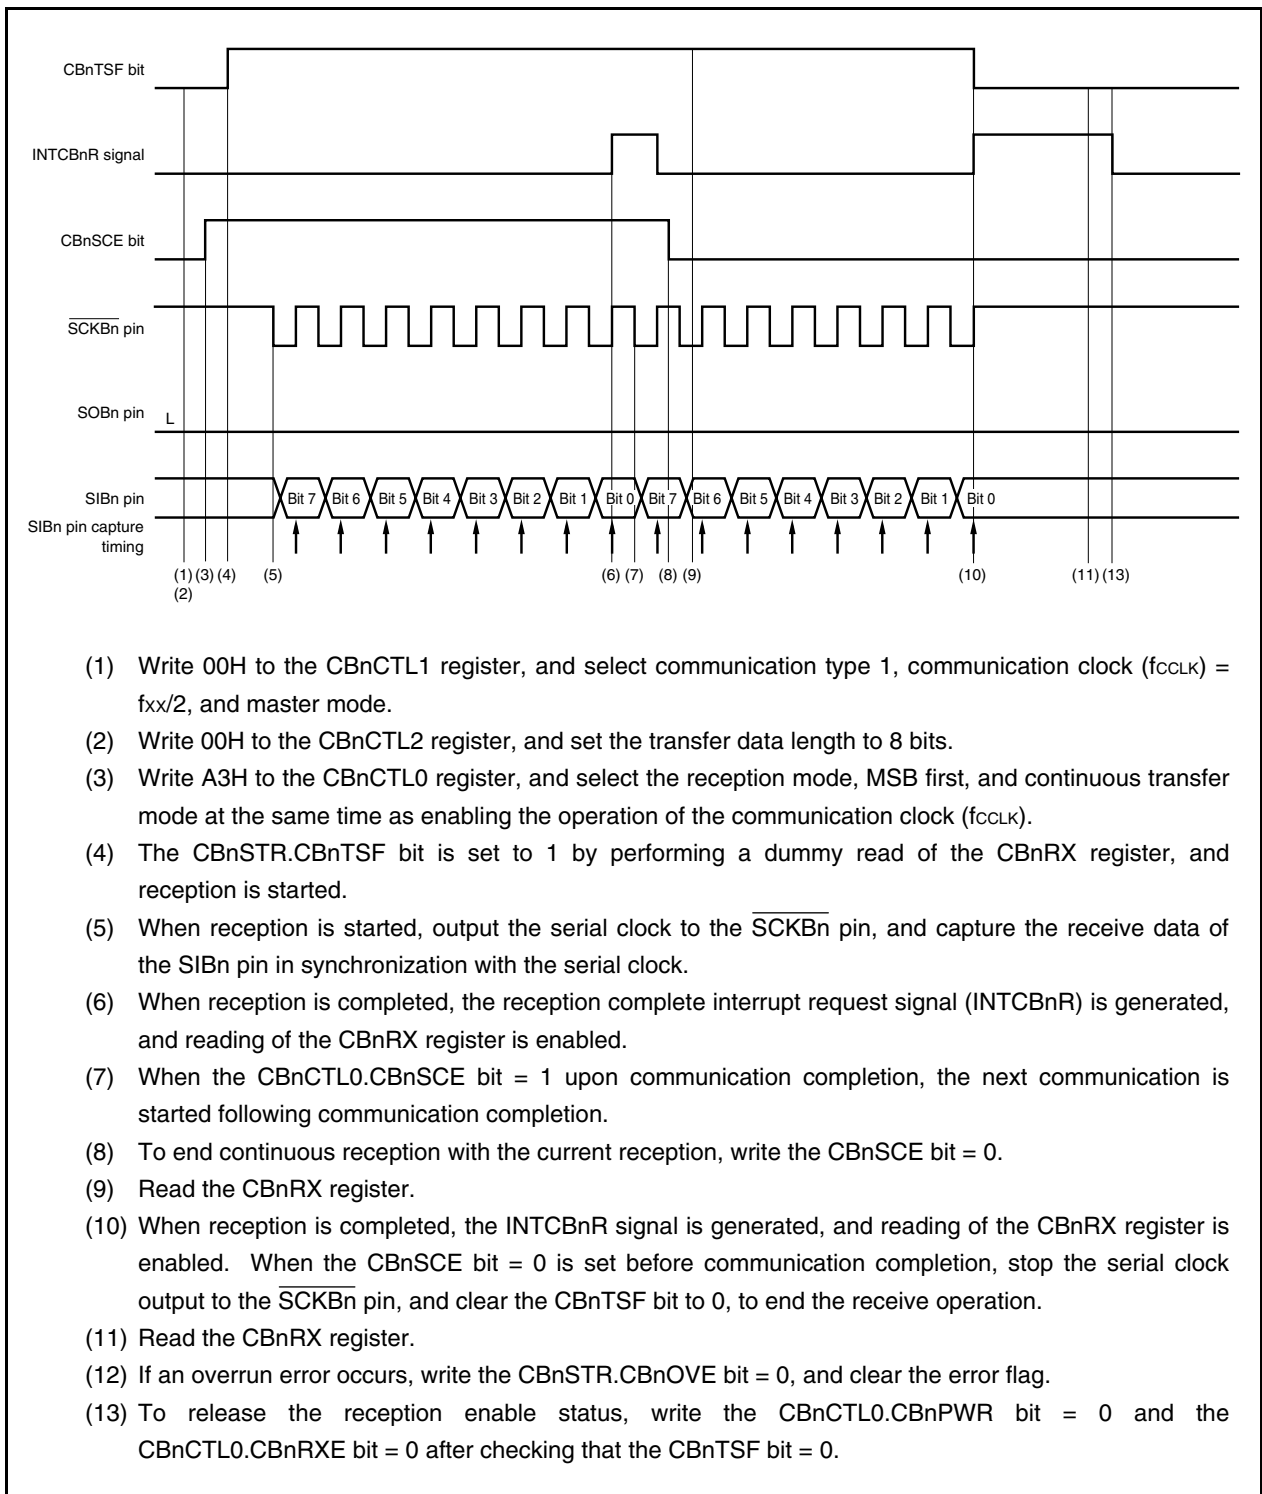 CBnTSF bit
INTCBnR signal
CBnSCE bit
SCKBn pin
SOBn pin L
SIBn pin Bit 7 Bit 6 Bit 5 Bit 4 Bit 3 Bit 2 Bit 1 Bit 0 Bit 7 Bit 6 Bit 5 Bit 4 Bit 3 Bit 2 Bit 1 Bit 0
SIBn pin capture
timing
(1) (3) (4) (5) (6) (7) (8) (9) (10) (11) (13)
(2)
(1) Write 00H to the CBnCTL1 register, and select communication type 1, communication clock (fCCLK) =
fxx/2, and master mode.
(2) Write 00H to the CBnCTL2 register, and set the transfer data length to 8 bits.
(3) Write A3H to the CBnCTL0 register, and select the reception mode, MSB first, and continuous transfer
mode at the same time as enabling the operation of the communication clock (fCCLK).
(4) The CBnSTR.CBnTSF bit is set to 1 by performing a dummy read of the CBnRX register, and
reception is started.
(5) When reception is started, output the serial clock to the SCKBn pin, and capture the receive data of
the SIBn pin in synchronization with the serial clock.
(6) When reception is completed, the reception complete interrupt request signal (INTCBnR) is generated,
and reading of the CBnRX register is enabled.
(7) When the CBnCTL0.CBnSCE bit = 1 upon communication completion, the next communication is
started following communication completion.
(8) To end continuous reception with the current reception, write the CBnSCE bit = 0.
(9) Read the CBnRX register.
(10) When reception is completed, the INTCBnR signal is generated, and reading of the CBnRX register is
enabled. When the CBnSCE bit = 0 is set before communication completion, stop the serial clock
output to the SCKBn pin, and clear the CBnTSF bit to 0, to end the receive operation.
(11) Read the CBnRX register.
(12) If an overrun error occurs, write the CBnSTR.CBnOVE bit = 0, and clear the error flag.
(13) To release the reception enable status, write the CBnCTL0.CBnPWR bit = 0 and the
CBnCTL0.CBnRXE bit = 0 after checking that the CBnTSF bit = 0.